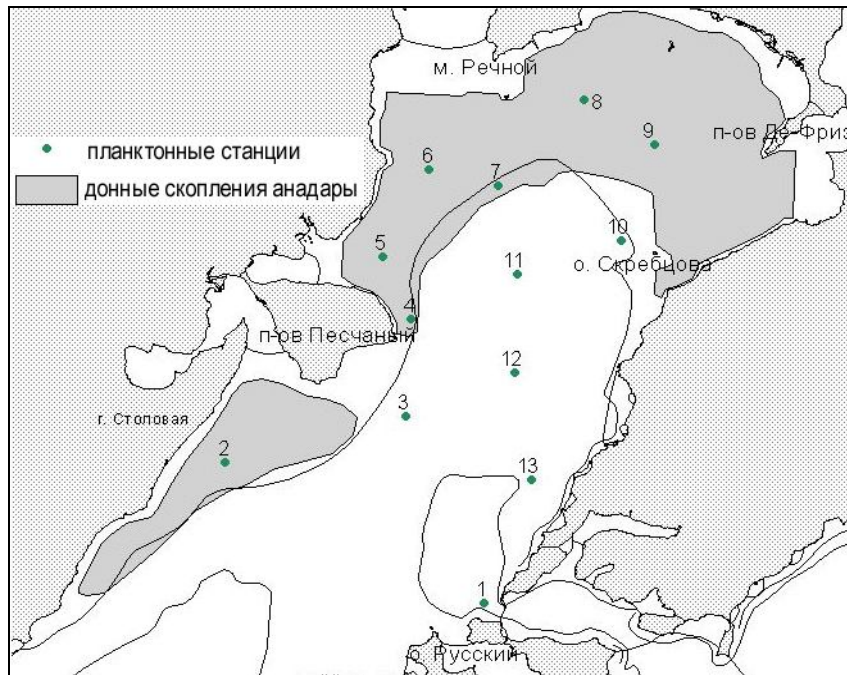 м. Речной
8
9
п-ов Де-Фриз
планктонные станции
6
7
донные скопления анадары
10
5
о. Скребцова
11
4
п-ов Песчаный
12
3
г. Столовая
2
13
1
о. Русский